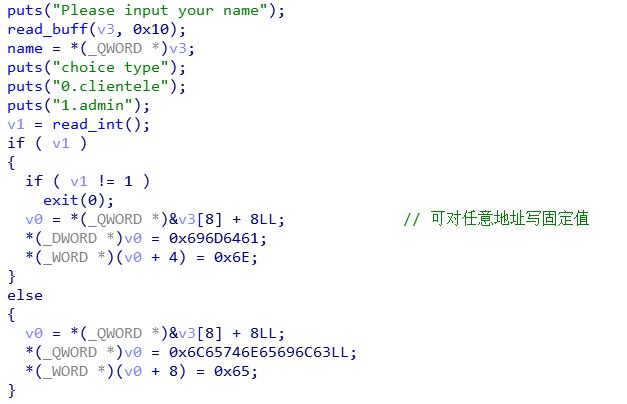 puts("Please input your name");
read_buff(v3, 0x10);
name = *(_QWORD *)v3;
puts("choice type");
puts("0.clientele");
puts("1.admin");
v1 = read_int();
if ( v1 )
{
if ( v1 != 1 )
exit(0);
v0 = *(_QWORD *)&v3[8] + 8LL; // 可对任意地址写固定值
*(_DWORD *)v0 = 0x696D6461;
*(_WORD *)(v0 + 4) = 0x6E;
}
else
{
v0 = *(_QWORD *)&v3[8] + 8LL;
*(_QWORD *)v0 = 0x6C65746E65696C63LL;
*(_WORD *)(v0 + 8) = 0x65;
}